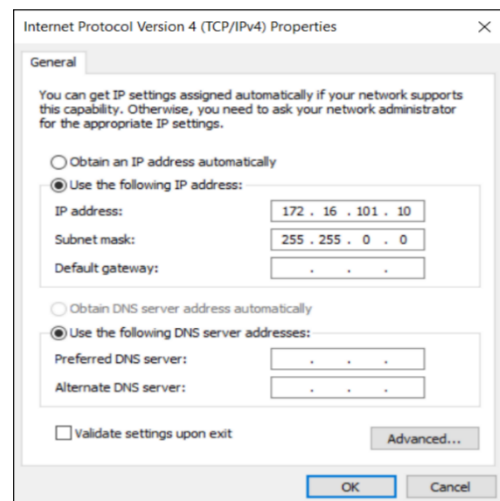 Internet Protocol Version 4 (TCP/IPv4) Properties
General
You can get IP settings assigned automatically if your network supports
this capability. Otherwise, you need to ask your network administrator
for the appropriate IP settings.
Obtain an IP address automatically
Use the following IP address:
IP address: 172 . 16 . 101 . 10
Subnet mask: 255 . 255 . 0 . 0
Default gateway: . . .
Obtain DNS server address automatically
Use the following DNS server addresses:
Preferred DNS server: . . .
Alternate DNS server: . . .
Validate settings upon exit
Advanced...
OK Cancel